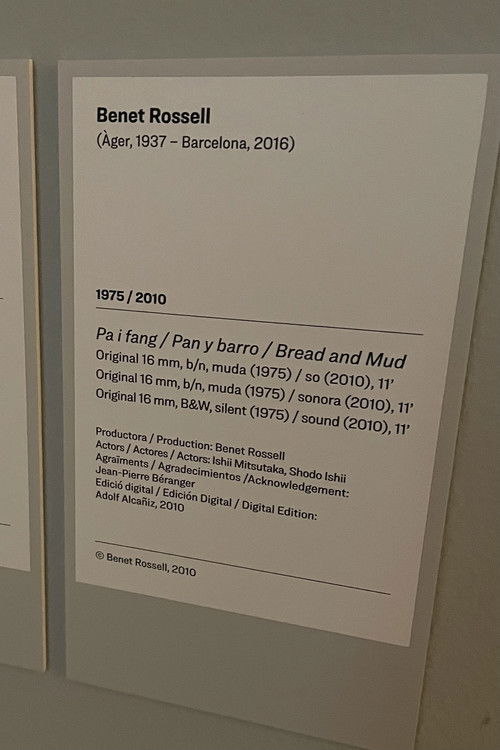 Benet Rossell
(Àger, 1937 – Barcelona, 2016)
1975 / 2010
Pa i fang / Pan y barro / Bread and Mud
Original 16 mm, b/n, muda (1975) / so (2010), 11’
Original 16 mm, b/n, muda (1975) / sonora (2010), 11’
Original 16 mm, B&W, silent (1975) / sound (2010), 11’
Productora / Production: Benet Rossell
Actors / Actores / Actors: Ishii Mitsutaka, Shodo Ishii
Agraïments / Agradecimientos /Acknowledgement:
Jean-Pierre Béranger
Edició digital / Edición Digital / Digital Edition:
Adolf Alcañiz, 2010
© Benet Rossell, 2010